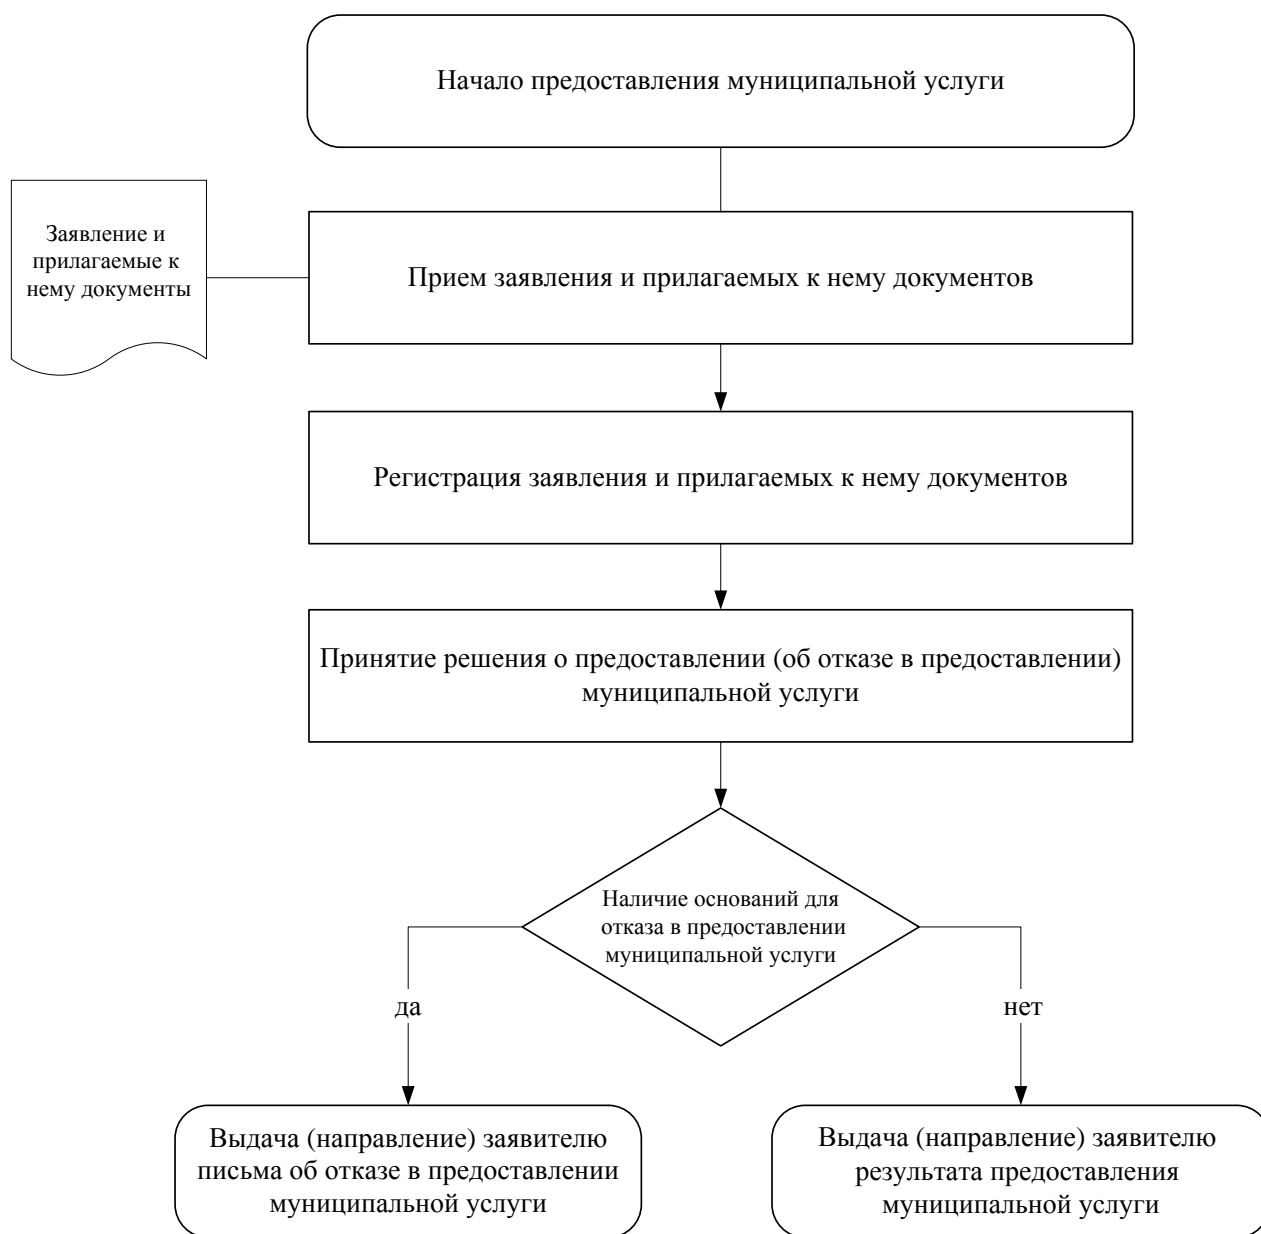 Начало предоставления муниципальной услуги
Заявление и
прилагаемые к
нему документы
Прием заявления и прилагаемых к нему документов
Регистрация заявления и прилагаемых к нему документов
Принятие решения о предоставлении (об отказе в предоставлении)
муниципальной услуги
Наличие оснований для
отказа в предоставлении
муниципальной услуги
да
нет
Выдача (направление) заявителю
письма об отказе в предоставлении
муниципальной услуги
Выдача (направление) заявителю
результата предоставления
муниципальной услуги